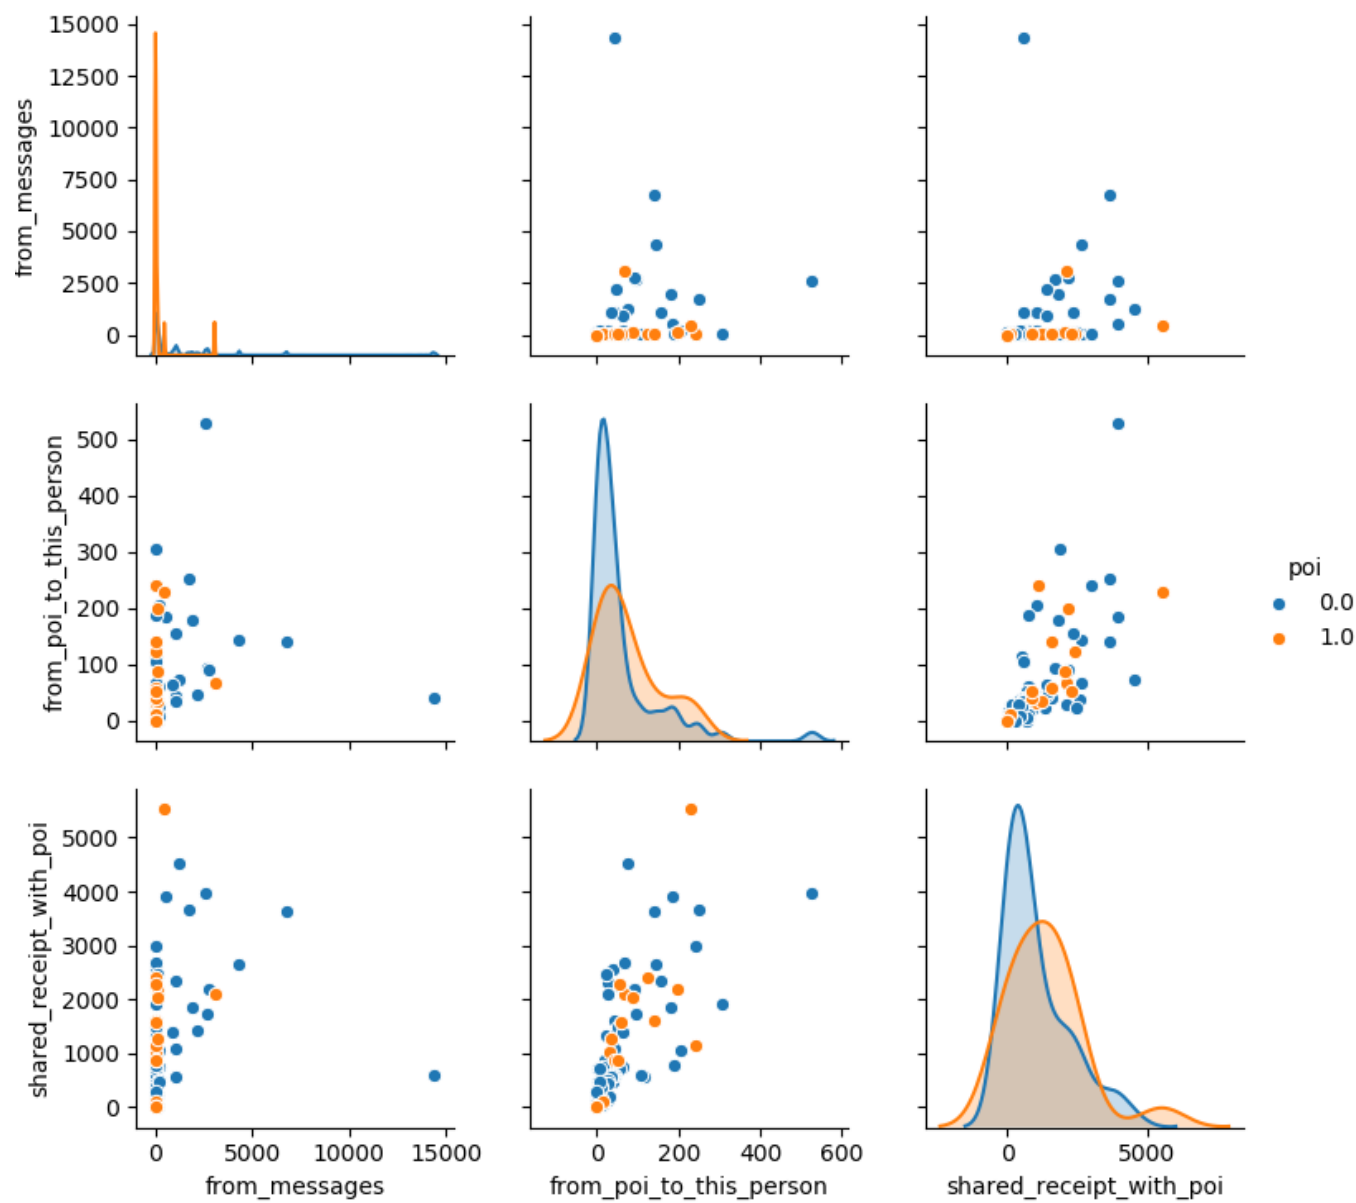 15000
12500
10000
7500
5000
2500
0
from_messages
500
400
300
200
100
0
from_poi_to_this_person
poi
0.0
1.0
5000
4000
3000
2000
1000
0
shared_receipt_with_poi
0 5000 10000 15000
from_messages
0 200 400 600
from_poi_to_this_person
0 5000
shared_receipt_with_poi